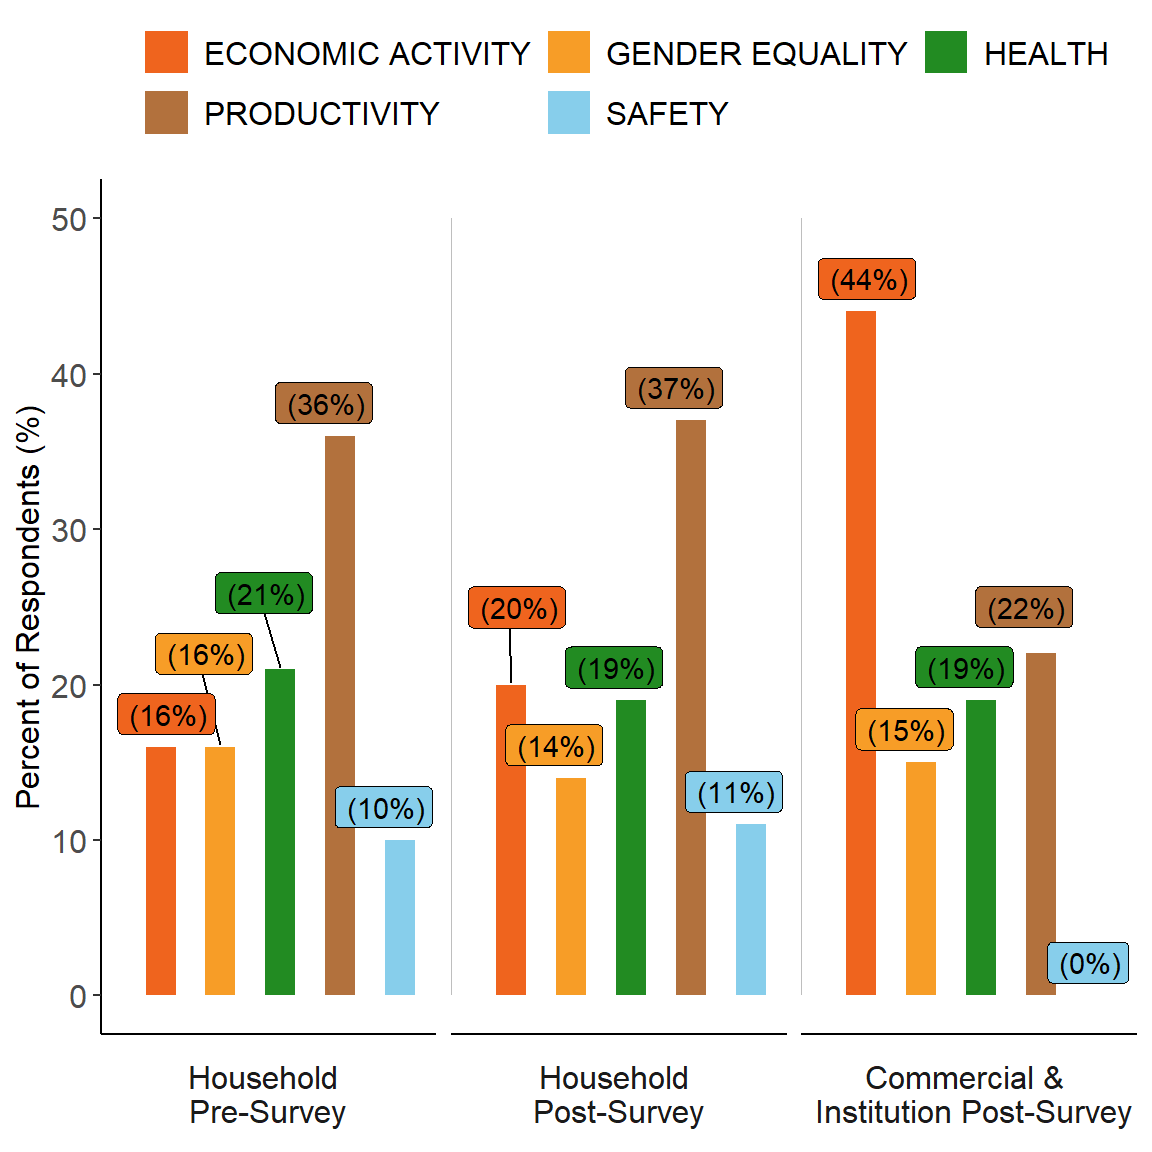 ECONOMIC ACTIVITY GENDER EQUALITY HEALTH
PRODUCTIVITY SAFETY
Percent of Respondents (%)
50
40
30
20
10
0
(16%)
(16%)
(21%)
(36%)
(10%)
(20%)
(14%)
(19%)
(37%)
(11%)
(44%)
(15%)
(19%)
(22%)
(0%)
Household
Pre-Survey
Household
Post-Survey
Commercial &
Institution Post-Survey